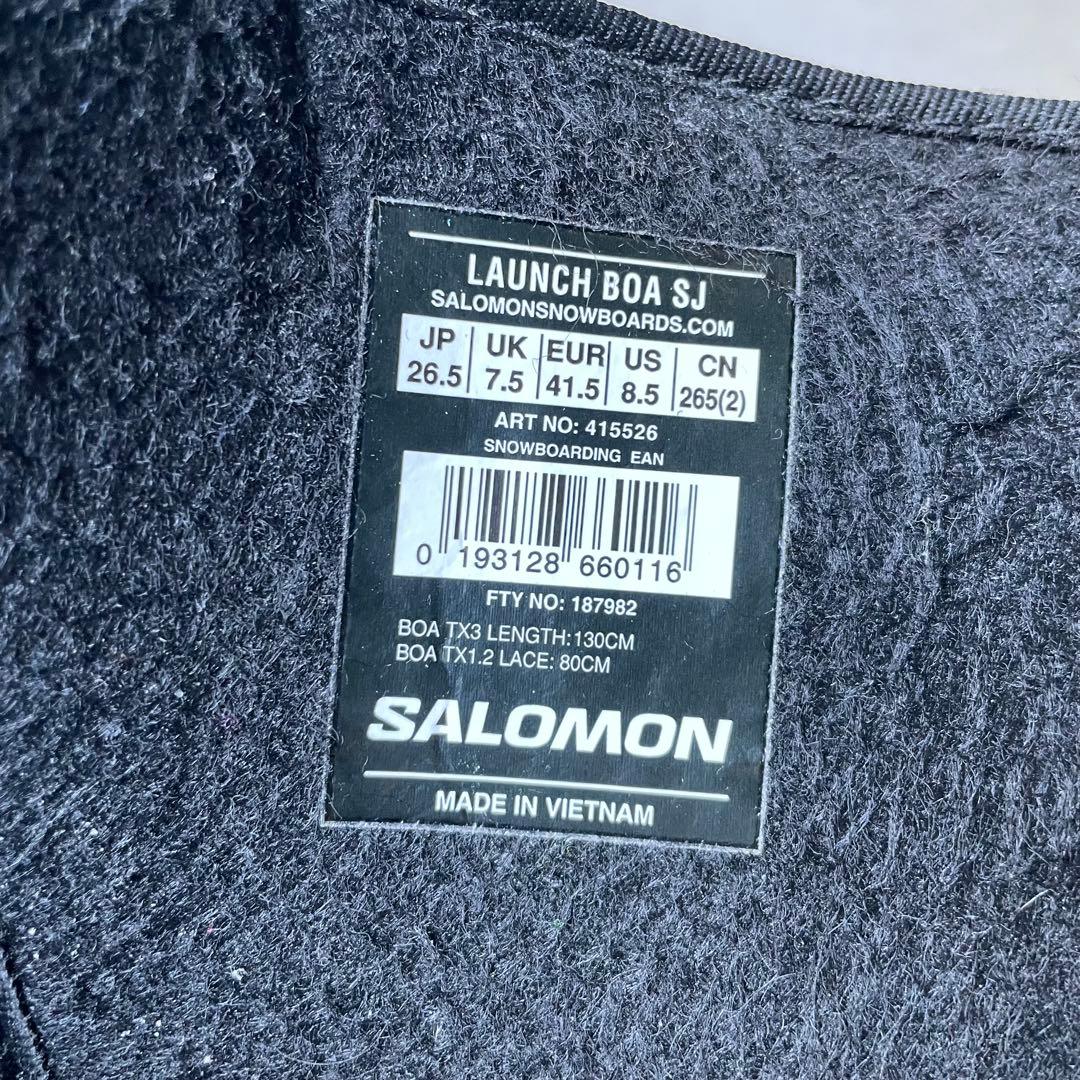 LAUNCH BOA SJ
SALOMONSNOWBOARDS.COM
JP UK EUR US CN
26.5 7.5 41.5 8.5 265(2)
ART NO: 415526
SNOWBOARDING EAN
0 193128 660116
FTY NO: 187982
BOA TX3 LENGTH:130CM
BOA TX1.2 LACE: 80CM
SALOMON
MADE IN VIETNAM